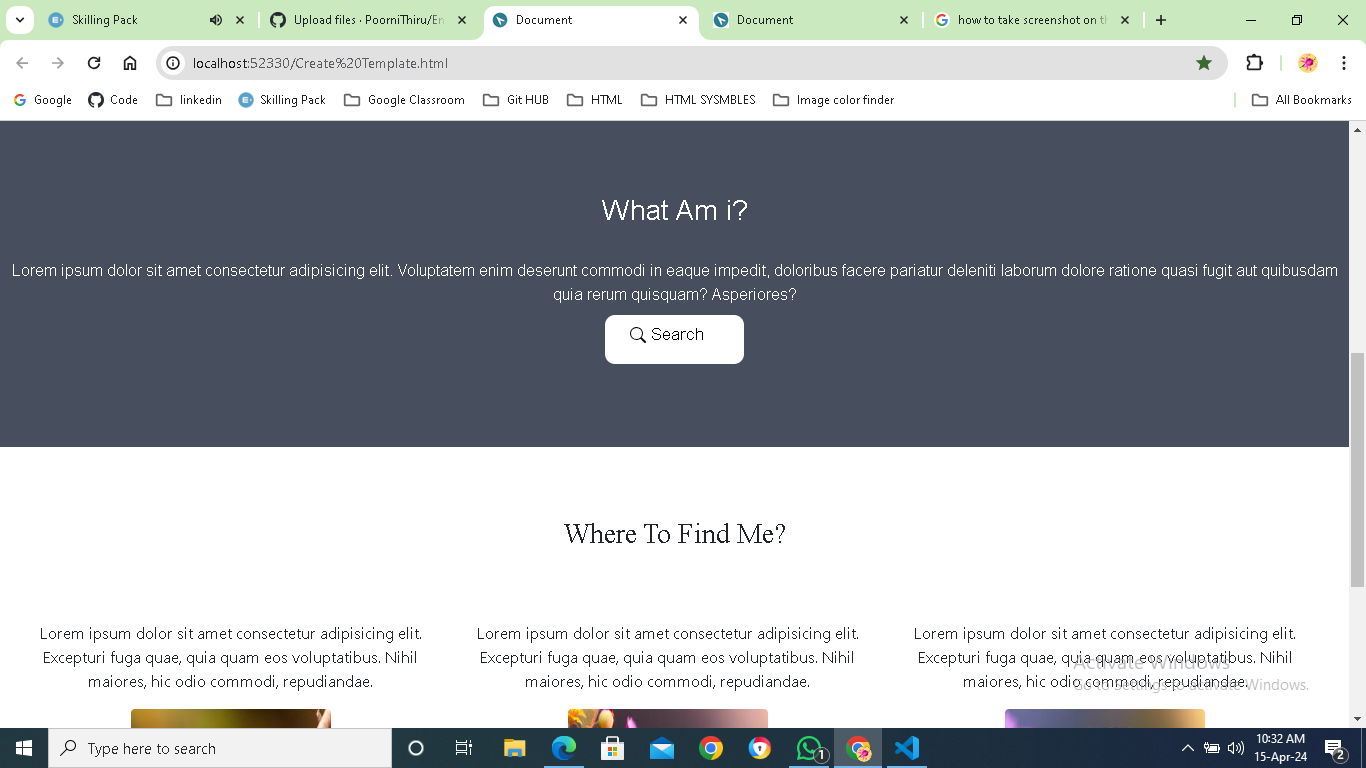 Skilling Pack
Upload files · PoorniThiru/En
Document
Document
how to take screenshot on th
localhost:52330/Create%20Template.html
Google
Code
linkedin
Skilling Pack
Google Classroom
Git HUB
HTML
HTML SYSMBLES
Image color finder
All Bookmarks
What Am i?
Lorem ipsum dolor sit amet consectetur adipisicing elit. Voluptatem enim deserunt commodi in eaque impedit, doloribus facere pariatur deleniti laborum dolore ratione quasi fugit aut quibusdam
quia rerum quisquam? Asperiores?
Search
Where To Find Me?
Lorem ipsum dolor sit amet consectetur adipisicing elit.
Excepturi fuga quae, quia quam eos voluptatibus. Nihil
maiores, hic odio commodi, repudiandae.
Lorem ipsum dolor sit amet consectetur adipisicing elit.
Excepturi fuga quae, quia quam eos voluptatibus. Nihil
maiores, hic odio commodi, repudiandae.
Lorem ipsum dolor sit amet consectetur adipisicing elit.
Excepturi fuga quae, quia quam eos voluptatibus. Nihil
maiores, hic odio commodi, repudiandae.
Activate Windows
Go to Settings to activate Windows.
Type here to search
1
10:32 AM
15-Apr-24
2